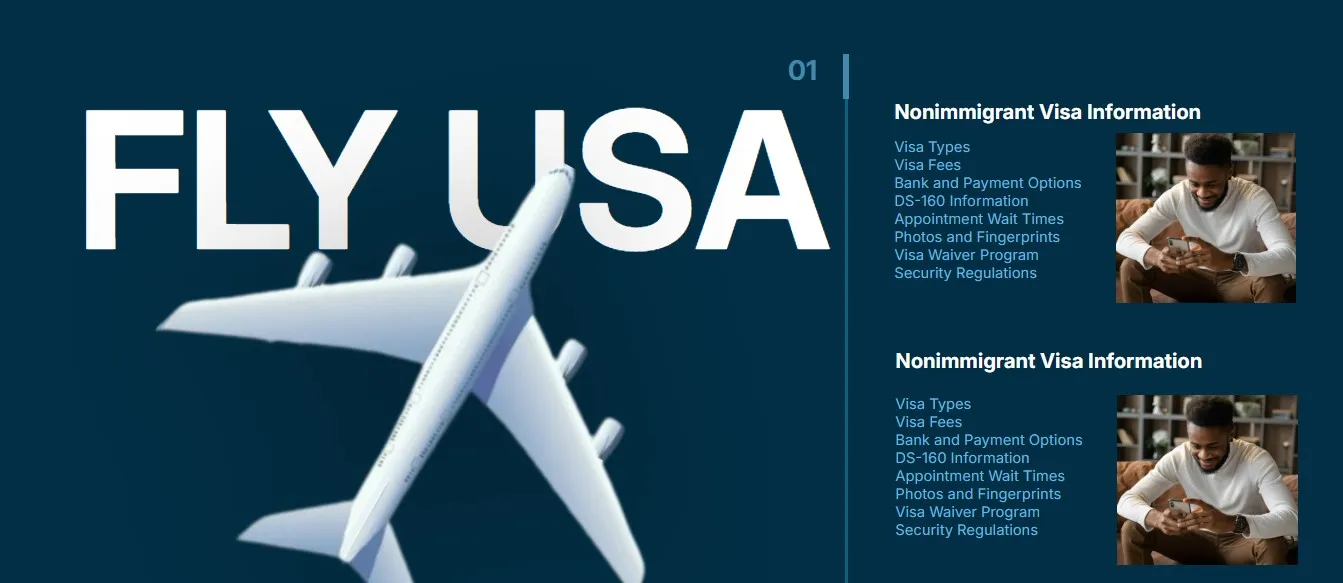 01
FLY USA
Nonimmigrant Visa Information
Visa Types
Visa Fees
Bank and Payment Options
DS-160 Information
Appointment Wait Times
Photos and Fingerprints
Visa Waiver Program
Security Regulations
Nonimmigrant Visa Information
Visa Types
Visa Fees
Bank and Payment Options
DS-160 Information
Appointment Wait Times
Photos and Fingerprints
Visa Waiver Program
Security Regulations